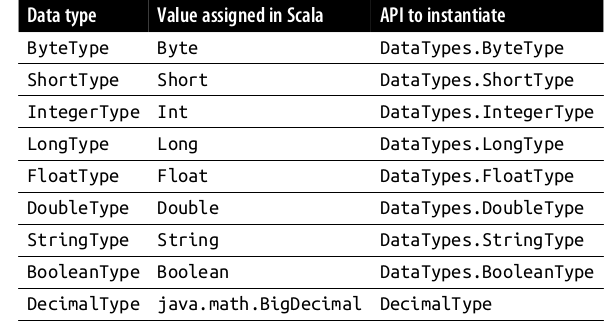 Data type Value assigned in Scala API to instantiate
ByteType Byte DataTypes.ByteType
ShortType Short DataTypes.ShortType
IntegerType Int DataTypes.IntegerType
LongType Long DataTypes.LongType
FloatType Float DataTypes.FloatType
DoubleType Double DataTypes.DoubleType
StringType String DataTypes.StringType
BooleanType Boolean DataTypes.BooleanType
DecimalType java.math.BigDecimal DecimalType